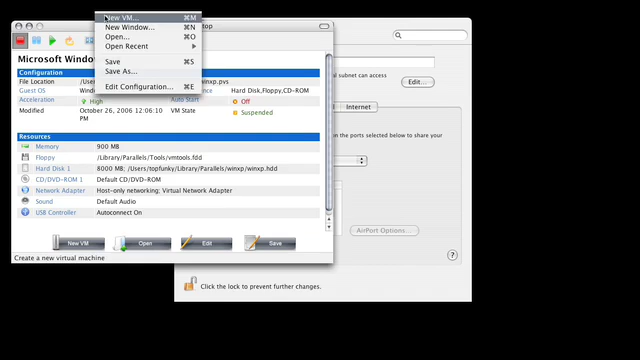 New VM... ⌘M
New Window... ⌘N
Open... ⌘O
Open Recent
Save ⌘S
Save As...
Edit Configuration... ⌘E
top
Microsoft Windo
Configuration
File Location /Use ws/winxp.pvs
Guest OS Windo Hard Disk,Floppy,CD-ROM
Acceleration High Auto Start Off
Modified October 26, 2006 12:06:10 PM VM State Suspended
Resources
Memory 900 MB
Floppy /Library/Parallels/Tools/vmtools.fdd
Hard Disk 1 8000 MB: /Users/topfunky/Library/Parallels/winxp/winxp.hdd
CD/DVD-ROM 1 Default CD/DVD-ROM
Network Adapter Host-only networking; Virtual Network Adapter
Sound Default Audio
USB Controller Autoconnect On
New VM Open Edit Save
Create a new virtual machine
al subnet can access
Edit...
Internet
on the ports selected below to share your
AirPort Options...
?
Click the lock to prevent further changes.